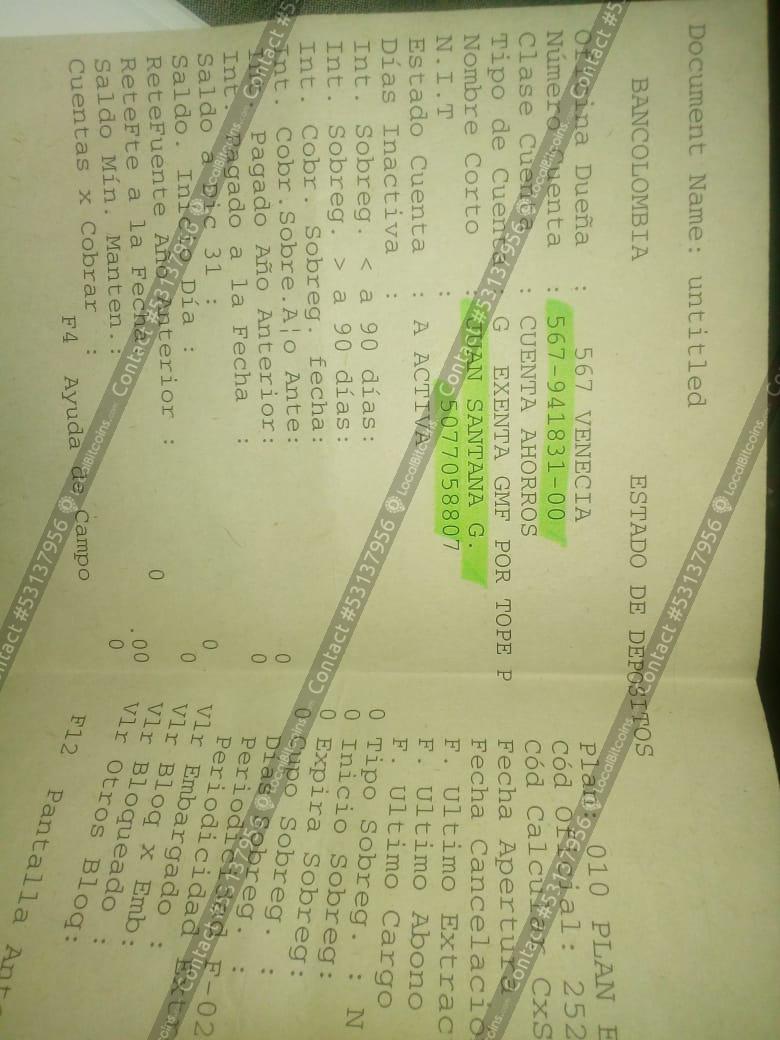 Document Name: untitled
BANCOLOMBIA ESTADO DE DEPOSITOS
Oficina Dueña : 567 VENECIA
Número Cuenta : 567-941831-00
Clase Cuenta : CUENTA AHORROS
Tipo de Cuenta : G EXENTA GMF POR TOPE P
Nombre Corto : JUAN SANTANA G.
N.I.T : 5077058807
Estado Cuenta : A ACTIVA
Días Inactiva :
Int. Sobreg. < a 90 días: 0
Int. Sobreg. > a 90 días: 0
Int. Cobr. Sobreg. fecha: 0
Int. Cobr.Sobre.A¦o Ante: 0
Int. Pagado Año Anterior: 0
Int. Pagado a la Fecha : 0
Saldo a Dic 31 :
Saldo. Inicio Día : 0
ReteFuente Año Anterior : 0
ReteFte a la Fecha 0
Saldo Mín. Manten.: .00
Cuentas x Cobrar : 0
F4 Ayuda de Campo
Plan: 010 PLAN E
Cód Oficial: 252
Cód Calcular CxS
Fecha Apertura
Fecha Cancelacio
F. Ultimo Extrac
F. Ultimo Abono
F. Ultimo Cargo
Tipo Sobreg. : N
Inicio Sobreg:
Expira Sobreg:
Cupo Sobreg. :
Días Sobreg. :
Periodicidad F-02
Periodicidad Ext
Vlr Embargado :
Vlr Bloq x Emb:
Vlr Bloqueado :
Vlr Otros Bloq:
F12 Pantalla Ant
Contact #53137956 LocalBitcoins.com